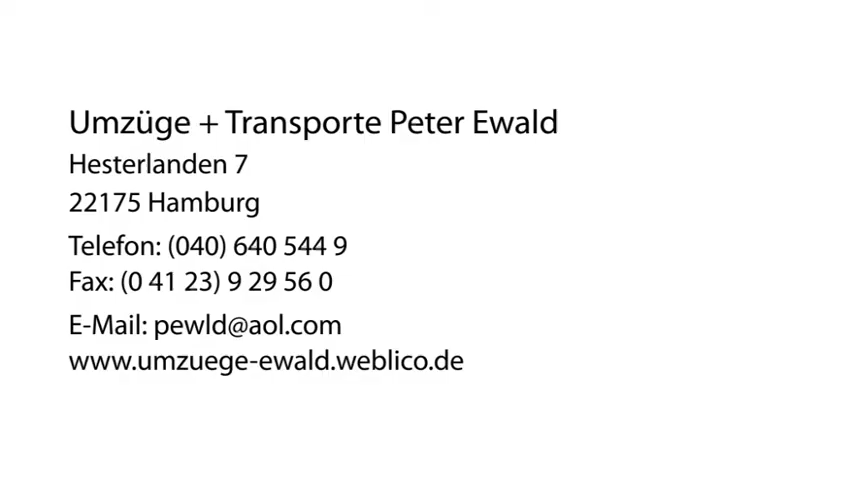 Umzüge + Transporte Peter Ewald
Hesterlanden 7
22175 Hamburg
Telefon: (040) 640 544 9
Fax: (0 41 23) 9 29 56 0
E-Mail: pewld@aol.com
www.umzuege-ewald.weblico.de